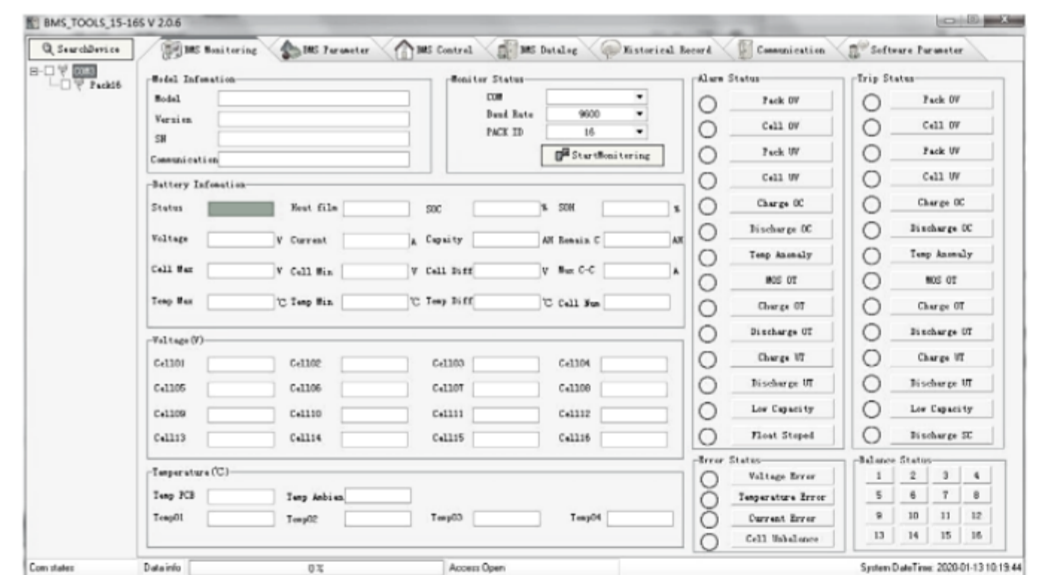 BMS_TOOLS_15-16S V 2.0.6
SearchDevice
BMS Monitoring
BMS Parameter
BMS Control
BMS Datalog
Historical Record
Communication
Software Parameter
COM3
Pack16
Model Infomation
Model
Version
SN
Communication
Monitor Status
COM
Baud Rate 9600
PACK ID 16
StartMonitoring
Battery Infomation
Status Heat film SOC % SOH %
Voltage V Current A Capsity AH Remain C AH
Cell Max V Cell Min V Cell Diff V Max C-C A
Temp Max ℃ Temp Min ℃ Temp Diff ℃ Cell Num
Voltage(V)
Cell01 Cell02 Cell03 Cell04
Cell05 Cell06 Cell07 Cell08
Cell09 Cell10 Cell11 Cell12
Cell13 Cell14 Cell15 Cell16
Temperature(℃)
Temp PCB Temp Ambien
Temp01 Temp02 Temp03 Temp04
Alarm Status
Pack OV
Cell OV
Pack UV
Cell UV
Charge OC
Discharge OC
Temp Anomaly
MOS OT
Charge OT
Discharge OT
Charge UT
Discharge UT
Low Capacity
Float Stoped
Trip Status
Pack OV
Cell OV
Pack UV
Cell UV
Charge OC
Discharge OC
Temp Anomaly
MOS OT
Charge OT
Discharge OT
Charge UT
Discharge UT
Low Capacity
Discharge SC
Error Status
Voltage Error
Temperature Error
Current Error
Cell Unbalance
Balance Status
1 2 3 4
5 6 7 8
9 10 11 12
13 14 15 16
Com states Data info 0% Access Open System DateTime: 2020-01-13 10:19:44